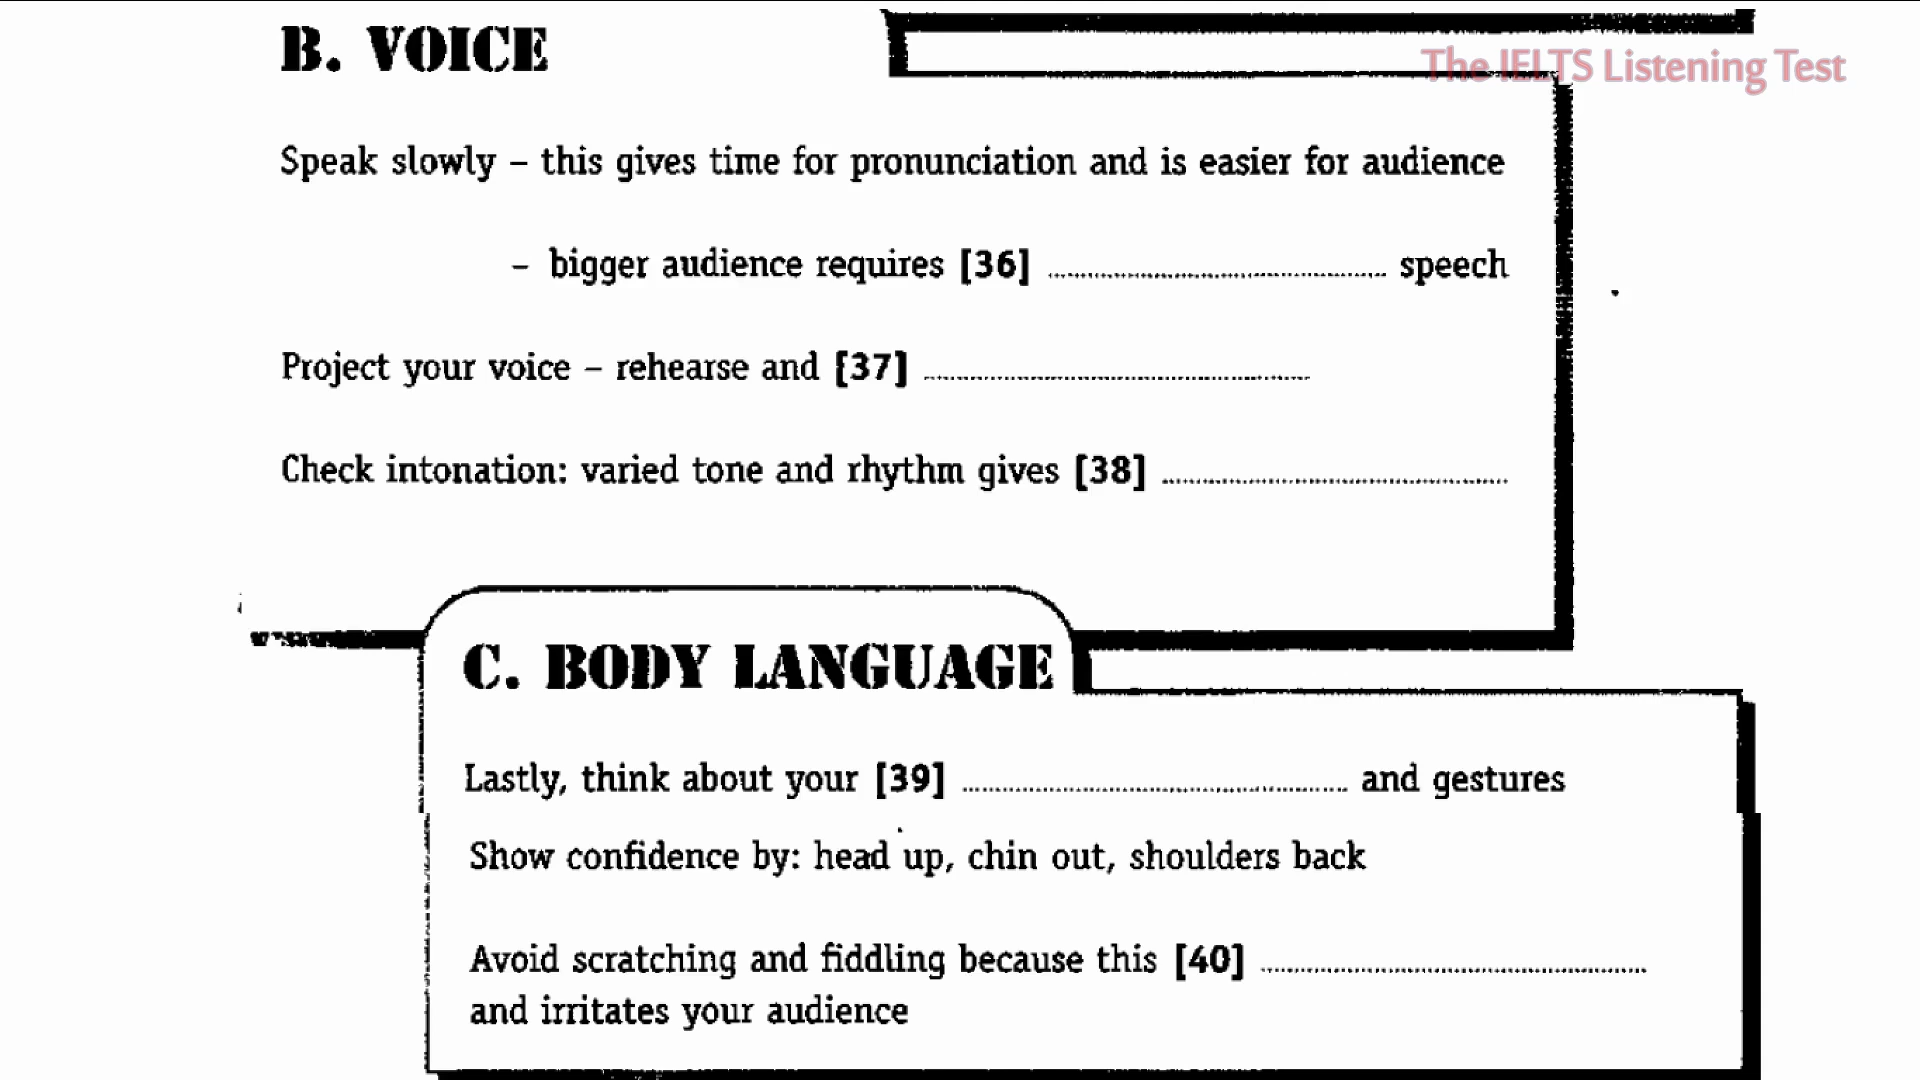 B. VOICE
The IELTS Listening Test
Speak slowly – this gives time for pronunciation and is easier for audience
– bigger audience requires [36] ........................................ speech
Project your voice – rehearse and [37] ........................................
Check intonation: varied tone and rhythm gives [38] ........................................
C. BODY LANGUAGE
Lastly, think about your [39] ........................................ and gestures
Show confidence by: head up, chin out, shoulders back
Avoid scratching and fiddling because this [40] ........................................
and irritates your audience